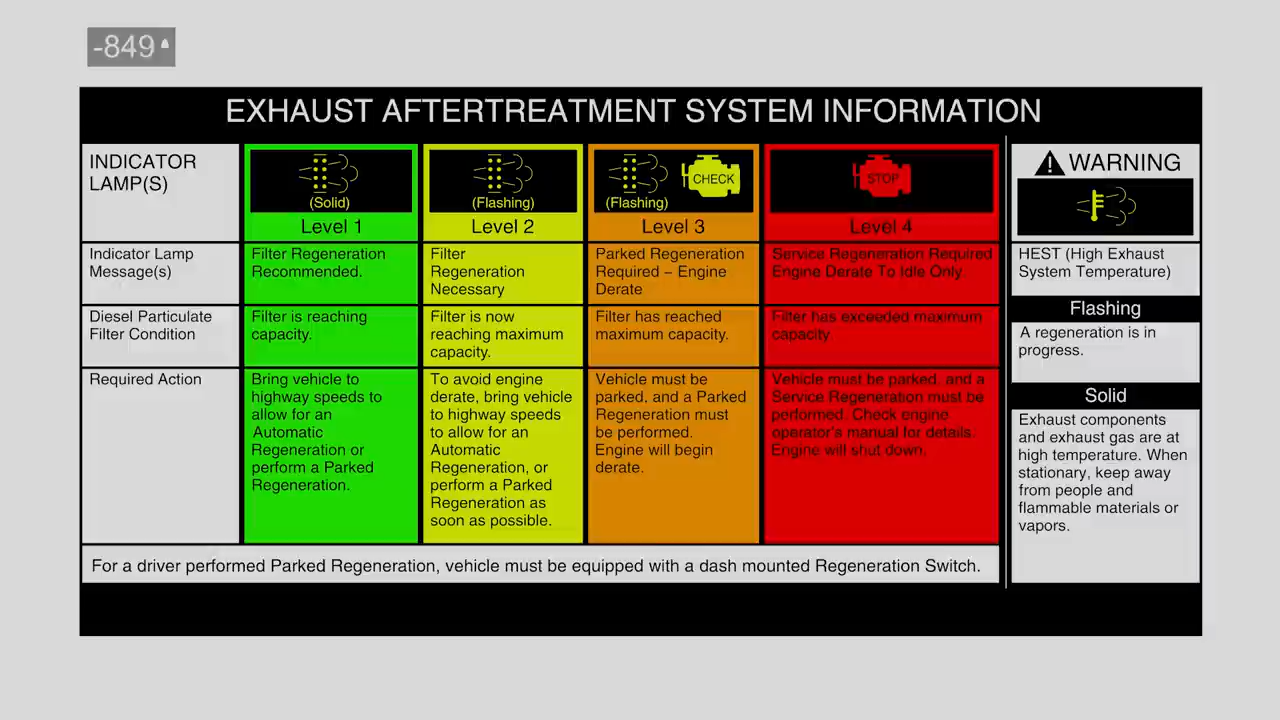 -849
EXHAUST AFTERTREATMENT SYSTEM INFORMATION
INDICATOR
LAMP(S)
(Solid)
Level 1
(Flashing)
Level 2
(Flashing)
CHECK
Level 3
STOP
Level 4
Indicator Lamp
Message(s)
Filter Regeneration
Recommended.
Filter
Regeneration
Necessary
Parked Regeneration
Required – Engine
Derate
Service Regeneration Required
Engine Derate To Idle Only.
Diesel Particulate
Filter Condition
Filter is reaching
capacity.
Filter is now
reaching maximum
capacity.
Filter has reached
maximum capacity.
Filter has exceeded maximum
capacity.
Required Action
Bring vehicle to
highway speeds to
allow for an
Automatic
Regeneration or
perform a Parked
Regeneration.
To avoid engine
derate, bring vehicle
to highway speeds
to allow for an
Automatic
Regeneration, or
perform a Parked
Regeneration as
soon as possible.
Vehicle must be
parked, and a Parked
Regeneration must
be performed.
Engine will begin
derate.
Vehicle must be parked, and a
Service Regeneration must be
performed. Check engine
operator's manual for details.
Engine will shut down.
For a driver performed Parked Regeneration, vehicle must be equipped with a dash mounted Regeneration Switch.
WARNING
HEST (High Exhaust
System Temperature)
Flashing
A regeneration is in
progress.
Solid
Exhaust components
and exhaust gas are at
high temperature. When
stationary, keep away
from people and
flammable materials or
vapors.